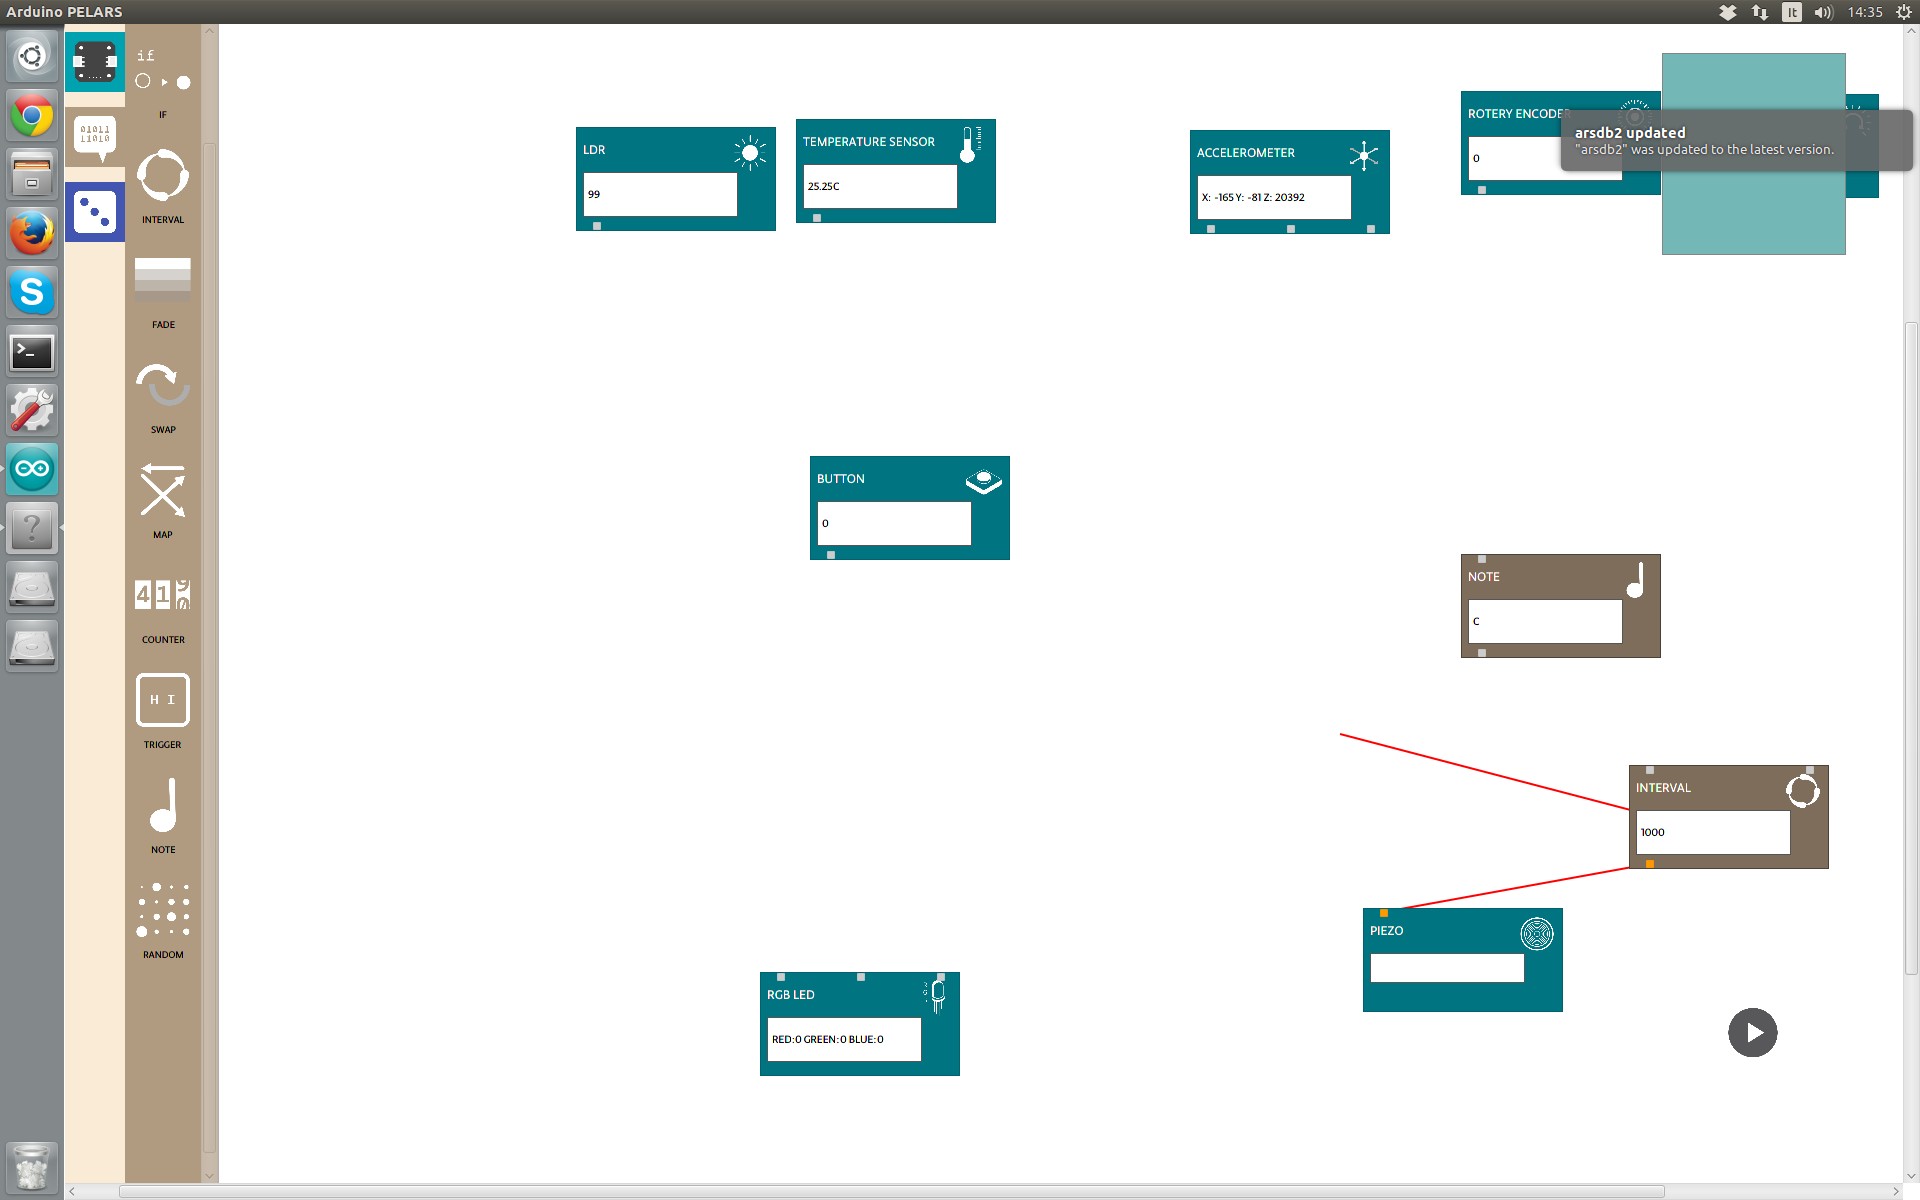 Arduino PELARS
It
14:35
if
IF
01011
11010
INTERVAL
FADE
SWAP
MAP
COUNTER
H I
TRIGGER
NOTE
RANDOM
LDR
99
TEMPERATURE SENSOR
25.25C
ACCELEROMETER
X: -165 Y: -81 Z: 20392
ROTERY ENCODER
0
arsdb2 updated
"arsdb2" was updated to the latest version.
BUTTON
0
NOTE
C
INTERVAL
1000
PIEZO
RGB LED
RED:0 GREEN:0 BLUE:0